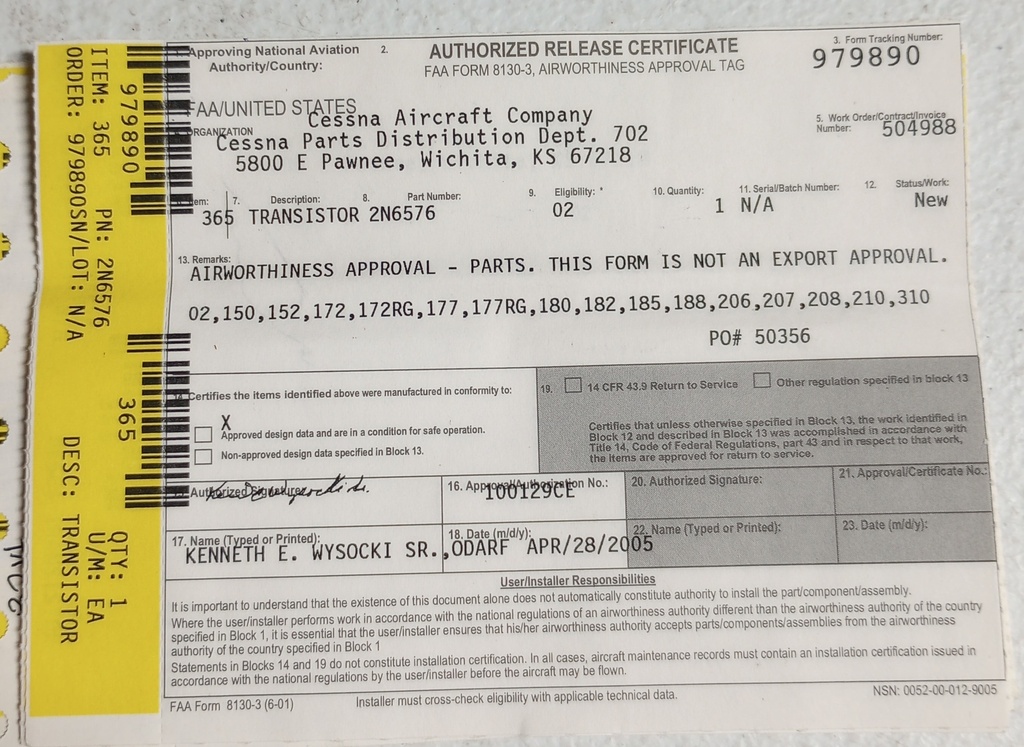 1. Approving National Aviation
Authority/Country:
2.
AUTHORIZED RELEASE CERTIFICATE
FAA FORM 8130-3, AIRWORTHINESS APPROVAL TAG
3. Form Tracking Number:
979890
FAA/UNITED STATES
ORGANIZATION
Cessna Aircraft Company
Cessna Parts Distribution Dept. 702
5800 E Pawnee, Wichita, KS 67218
5. Work Order/Contract/Invoice
Number: 504988
Item: 7. Description: 8. Part Number: 9. Eligibility: * 10. Quantity: 11. Serial/Batch Number: 12. Status/Work:
365 TRANSISTOR 2N6576 02 1 N/A New
13. Remarks:
AIRWORTHINESS APPROVAL - PARTS. THIS FORM IS NOT AN EXPORT APPROVAL.
02,150,152,172,172RG,177,177RG,180,182,185,188,206,207,208,210,310
PO# 50356
Certifies the items identified above were manufactured in conformity to:
X
Approved design data and are in a condition for safe operation.
Non-approved design data specified in Block 13.
19. 14 CFR 43.9 Return to Service Other regulation specified in block 13
Certifies that unless otherwise specified in Block 13, the work identified in
Block 12 and described in Block 13 was accomplished in accordance with
Title 14, Code of Federal Regulations, part 43 and in respect to that work,
the items are approved for return to service.
Authorized Signature:
16. Approval/Authorization No.:
100129CE
20. Authorized Signature:
21. Approval/Certificate No.:
17. Name (Typed or Printed):
KENNETH E. WYSOCKI SR.,ODARF
18. Date (m/d/y):
APR/28/2005
22. Name (Typed or Printed):
23. Date (m/d/y):
User/Installer Responsibilities
It is important to understand that the existence of this document alone does not automatically constitute authority to install the part/component/assembly.
Where the user/installer performs work in accordance with the national regulations of an airworthiness authority different than the airworthiness authority of the country
specified in Block 1, it is essential that the user/installer ensures that his/her airworthiness authority accepts parts/components/assemblies from the airworthiness
authority of the country specified in Block 1
Statements in Blocks 14 and 19 do not constitute installation certification. In all cases, aircraft maintenance records must contain an installation certification issued in
accordance with the national regulations by the user/installer before the aircraft may be flown.
FAA Form 8130-3 (6-01)
Installer must cross-check eligibility with applicable technical data.
NSN: 0052-00-012-9005
979890
365
QTY: 1
U/M: EA
ITEM: 365 PN: 2N6576 DESC: TRANSISTOR
ORDER: 979890SN/LOT: N/A